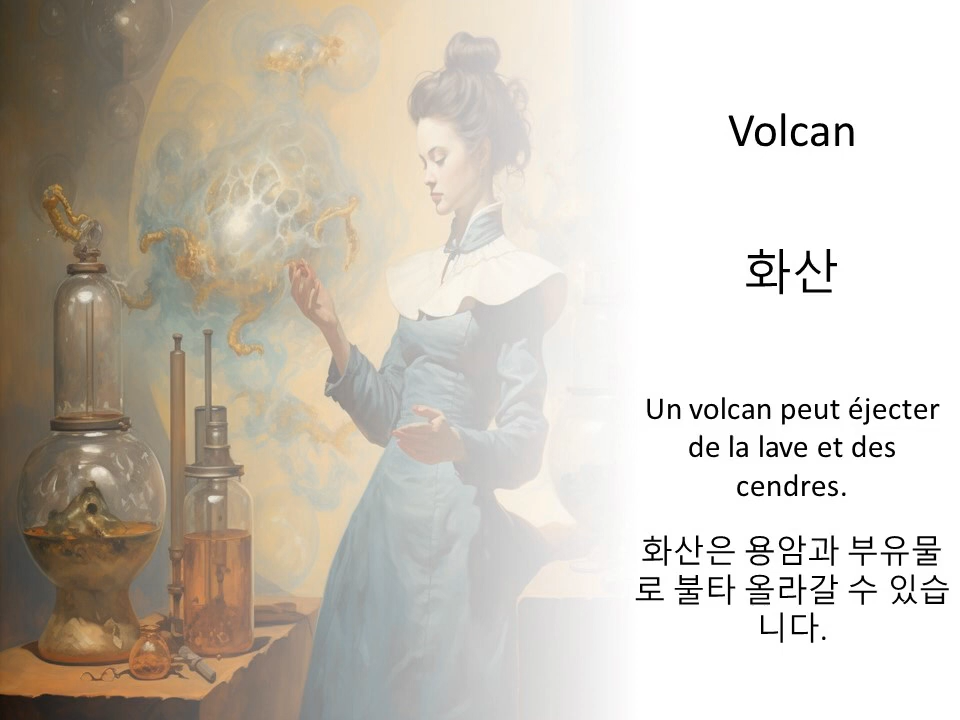 Volcan
화산
Un volcan peut éjecter
de la lave et des
cendres.
화산은 용암과 부유물
로 불타 올라갈 수 있습
니다.